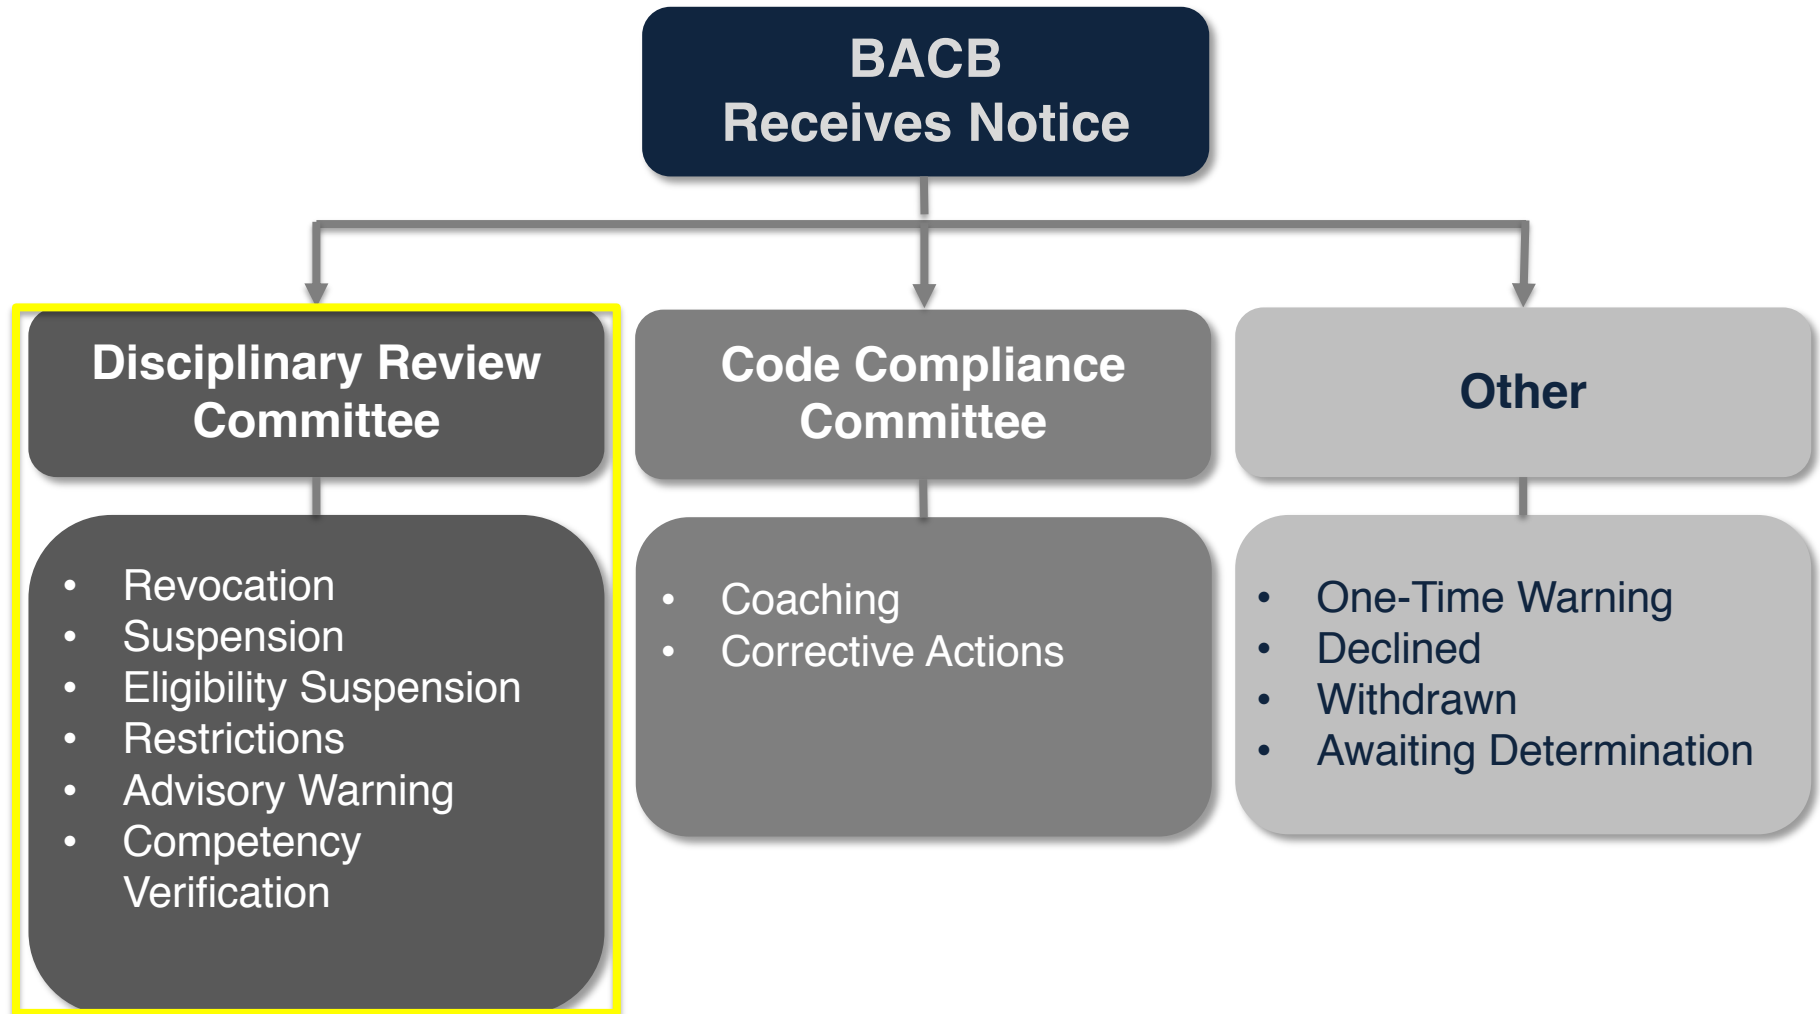 BACB
Receives Notice
Disciplinary Review
Committee
• Revocation
• Suspension
• Eligibility Suspension
• Restrictions
• Advisory Warning
• Competency
Verification
Code Compliance
Committee
• Coaching
• Corrective Actions
Other
• One-Time Warning
• Declined
• Withdrawn
• Awaiting Determination